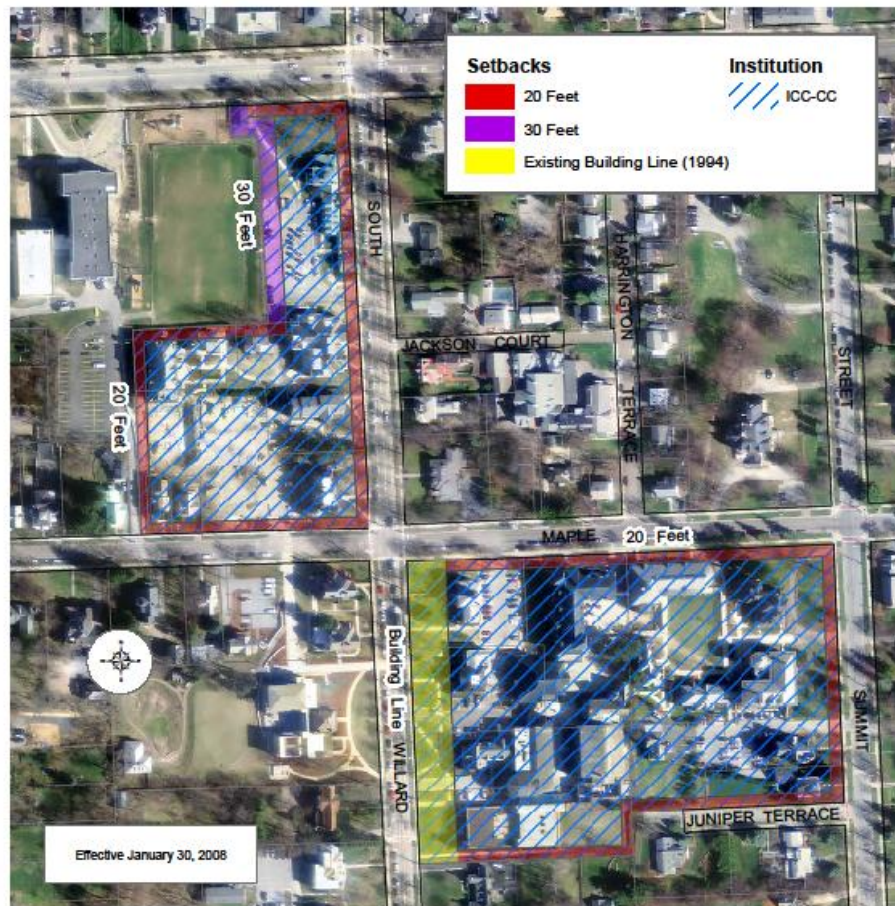 Setbacks
20 Feet
30 Feet
Existing Building Line (1994)
Institution
ICC-CC
30 Feet
SOUTH
HARRINGTON
TERRACE
IT
STREET
JACKSON COURT
20 Feet
MAPLE
20 Feet
Building Line
WILLARD
SUMMIT
JUNIPER TERRACE
Effective January 30, 2008